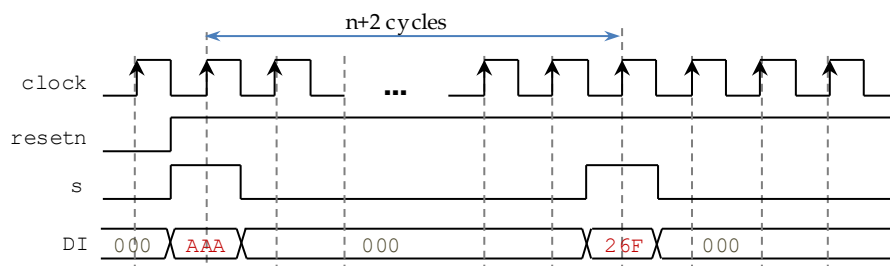 n+2 cycles
clock ...
resetn
s
DI 000 AAA 000 26F 000